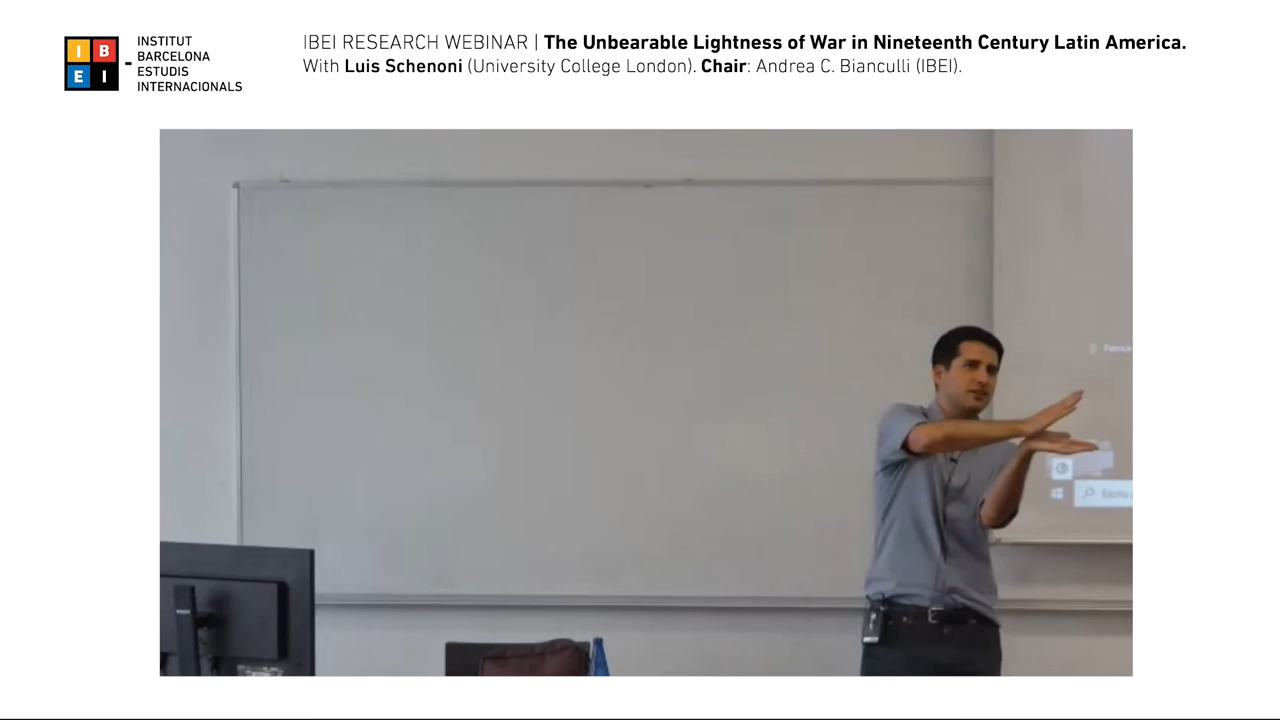 I B
E I
INSTITUT
BARCELONA
ESTUDIS
INTERNACIONALS
IBEI RESEARCH WEBINAR | The Unbearable Lightness of War in Nineteenth Century Latin America.
With Luis Schenoni (University College London). Chair: Andrea C. Bianculli (IBEI).